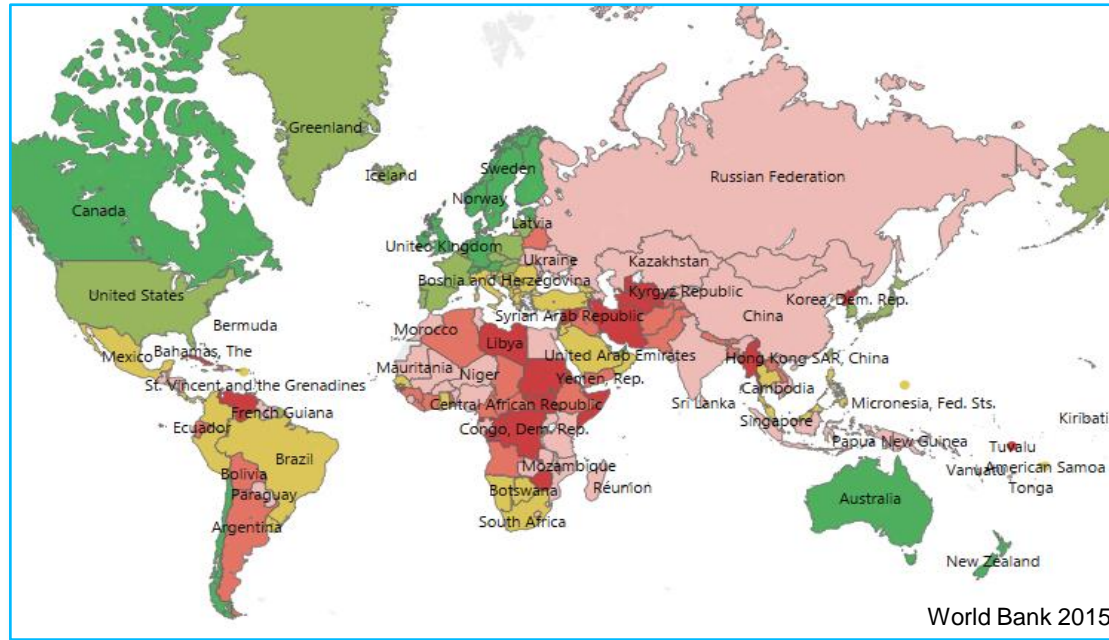 Greenland
Iceland
Sweden
Russian Federation
Norway
Canada
Latvia
United Kingdom
Ukraine
Kazakhstan
Bosnia and Herzegovina
United States
Kyrgyz Republic
Korea, Dem. Rep.
Syrian Arab Republic
China
Bermuda
Morocco
Libya
Mexico
Bahamas, The
United Arab Emirates
Hong Kong SAR, China
Mauritania
Niger
Yemen, Rep.
St. Vincent and the Grenadines
Cambodia
Central African Republic
Sri Lanka
Micronesia, Fed. Sts.
French Guiana
Kiribati
Singapore
Ecuador
Congo, Dem. Rep.
Papua New Guinea
Tuvalu
Brazil
Mozambique
Vanuatu
American Samoa
Bolivia
Réunion
Tonga
Paraguay
Botswana
Australia
Argentina
South Africa
New Zealand
World Bank 2015